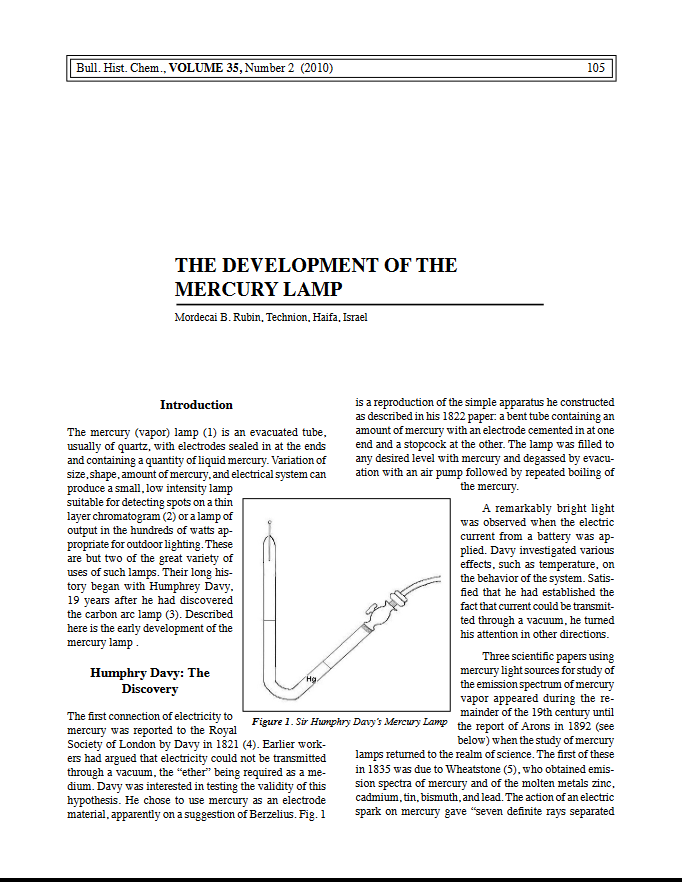 Bull. Hist. Chem., VOLUME 35, Number 2  (2010) 105
THE DEVELOPMENT OF THE
MERCURY LAMP
Mordecai B. Rubin, Technion, Haifa, Israel
Introduction
The mercury (vapor) lamp (1) is an evacuated tube,
usually of quartz, with electrodes sealed in at the ends
and containing a quantity of liquid mercury. Variation of
size, shape, amount of mercury, and electrical system can
produce a small, low intensity lamp
suitable for detecting spots on a thin
layer chromatogram (2) or a lamp of
output in the hundreds of watts ap-
propriate for outdoor lighting. These
are but two of the great variety of
uses of such lamps. Their long his-
tory began with Humphrey Davy,
19 years after he had discovered
the carbon arc lamp (3). Described
here is the early development of the
mercury lamp .
Humphry Davy: The
Discovery
The first connection of electricity to
mercury was reported to the Royal
Society of London by Davy in 1821 (4). Earlier work-
ers had argued that electricity could not be transmitted
through a vacuum, the “ether” being required as a me-
dium. Davy was interested in testing the validity of this
hypothesis. He chose to use mercury as an electrode
material, apparently on a suggestion of Berzelius. Fig. 1
Hg
Figure 1. Sir Humphry Davy's Mercury Lamp
is a reproduction of the simple apparatus he constructed
as described in his 1822 paper: a bent tube containing an
amount of mercury with an electrode cemented in at one
end and a stopcock at the other. The lamp was filled to
any desired level with mercury and degassed by evacu-
ation with an air pump followed by repeated boiling of
the mercury.
A remarkably bright light
was observed when the electric
current from a battery was ap-
plied. Davy investigated various
effects, such as temperature, on
the behavior of the system. Satis-
fied that he had established the
fact that current could be transmit-
ted through a vacuum, he turned
his attention in other directions.
Three scientific papers using
mercury light sources for study of
the emission spectrum of mercury
vapor appeared during the re-
mainder of the 19th century until
the report of Arons in 1892 (see
below) when the study of mercury
lamps returned to the realm of science. The first of these
in 1835 was due to Wheatstone (5), who obtained emis-
sion spectra of mercury and of the molten metals zinc,
cadmium, tin, bismuth, and lead. The action of an electric
spark on mercury gave “seven definite rays separated